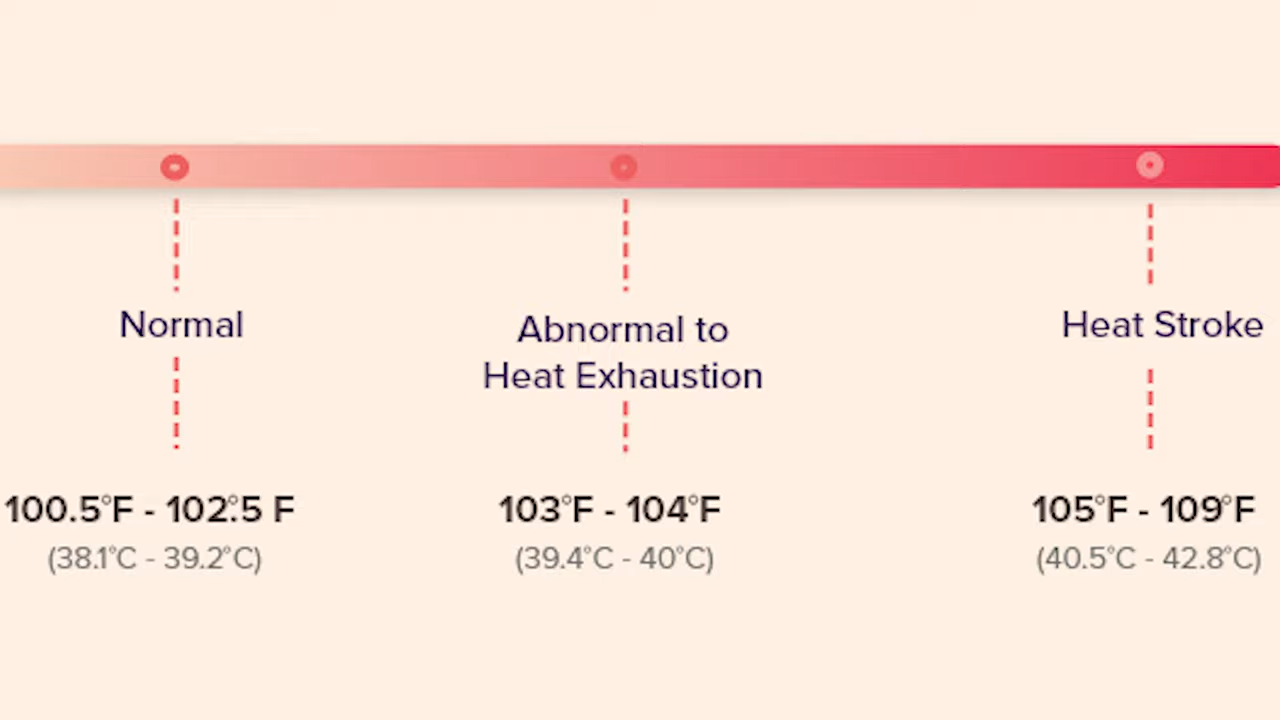 Normal
Abnormal to
Heat Exhaustion
Heat Stroke
100.5°F - 102°.5 F
(38.1°C - 39.2°C)
103°F - 104°F
(39.4°C - 40°C)
105°F - 109°F
(40.5°C - 42.8°C)